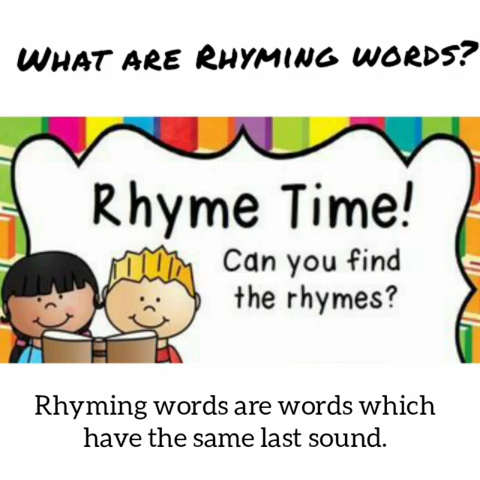 What are Rhyming words?
Rhyme Time!
Can you find
the rhymes?
Rhyming words are words which
have the same last sound.